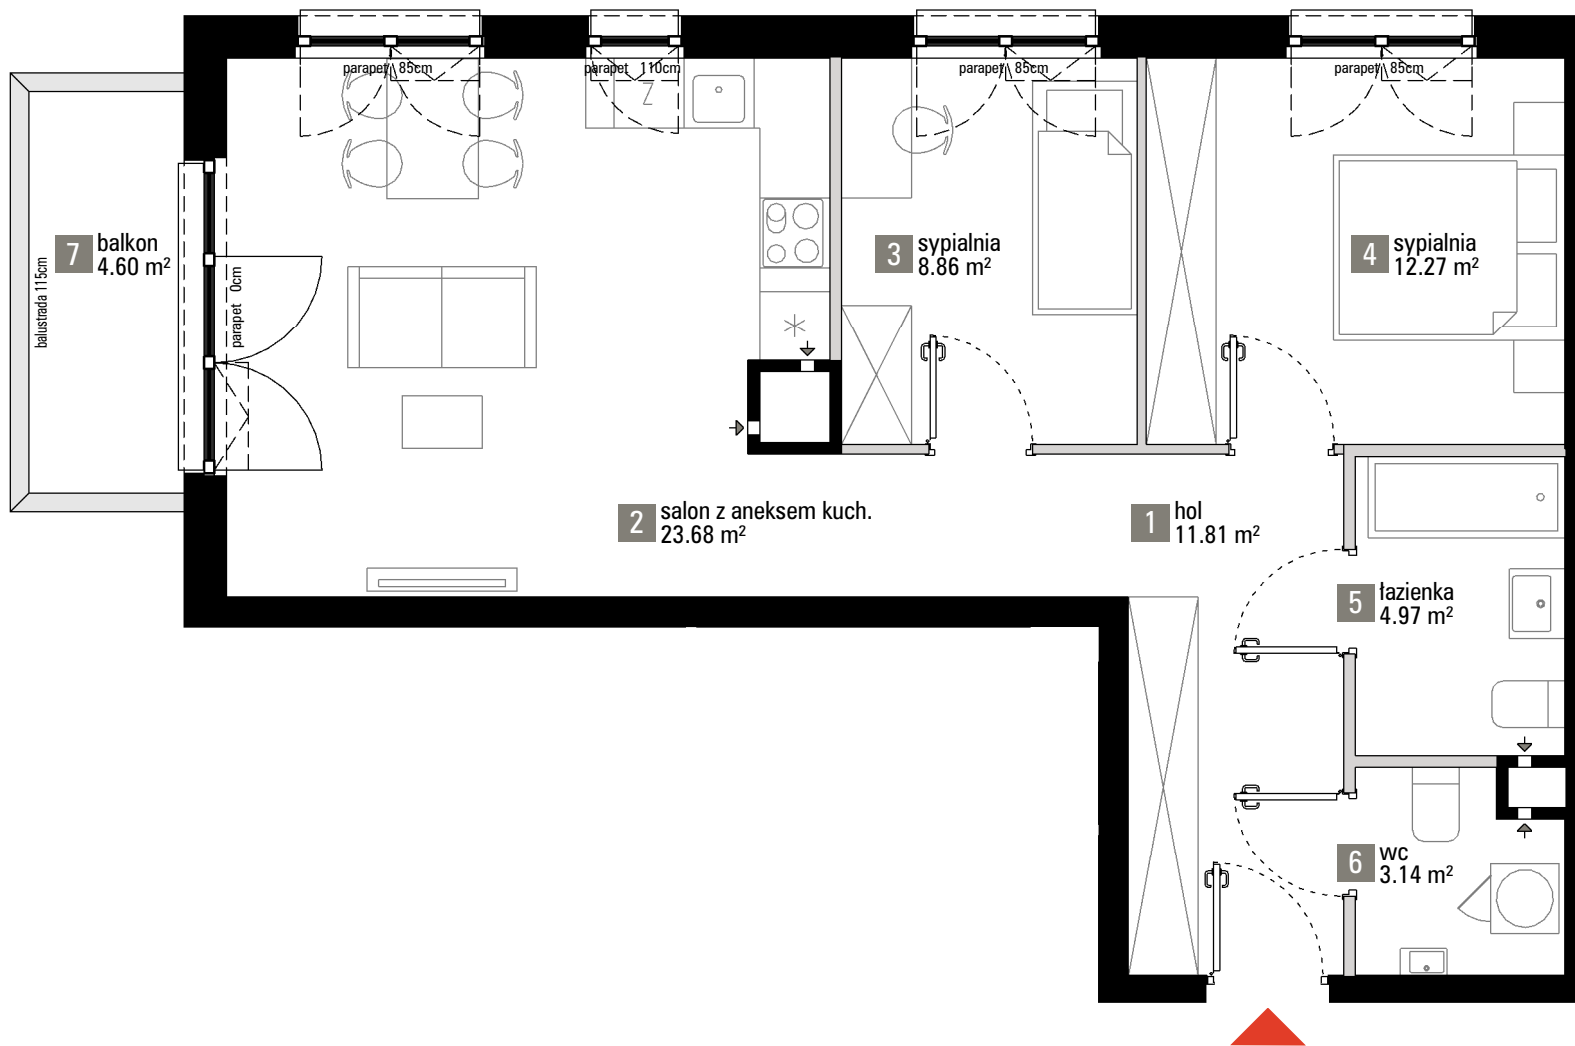 parapet 85cm
parapet 110cm
parapet 85cm
parapet 85cm
Z
7 balkon
4.60 m²
balustrada 115cm
parapet 0cm
3 sypialnia
8.86 m²
4 sypialnia
12.27 m²
2 salon z aneksem kuch.
23.68 m²
1 hol
11.81 m²
5 łazienka
4.97 m²
6 wc
3.14 m²